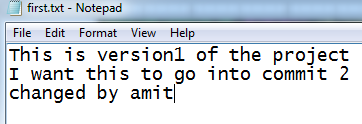 first.txt - Notepad
File Edit Format View Help
This is version1 of the project
I want this to go into commit 2
changed by amit